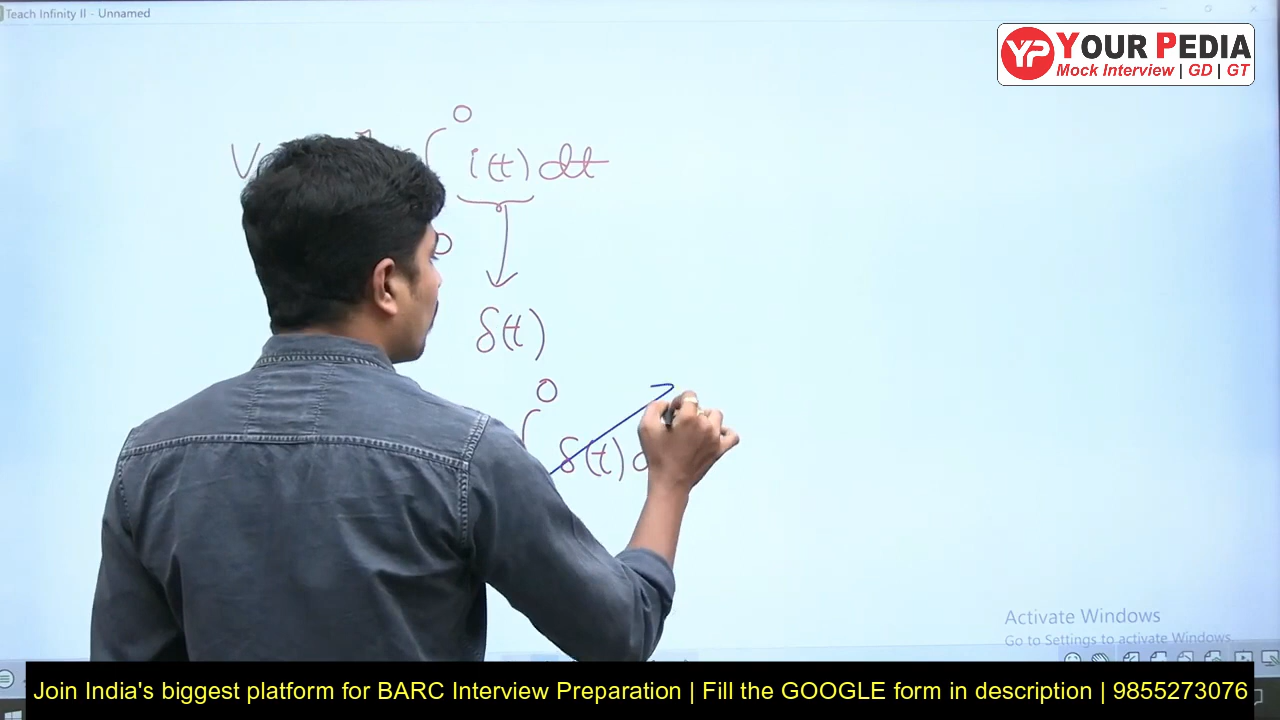 Teach Infinity II - Unnamed
YOUR PEDIA
YP
Mock Interview | GD | GT
0
V i(t) dt
0
δ(t)
0
δ(t) d
Activate Windows
Go to Settings to activate Windows.
Join India's biggest platform for BARC Interview Preparation | Fill the GOOGLE form in description | 9855273076